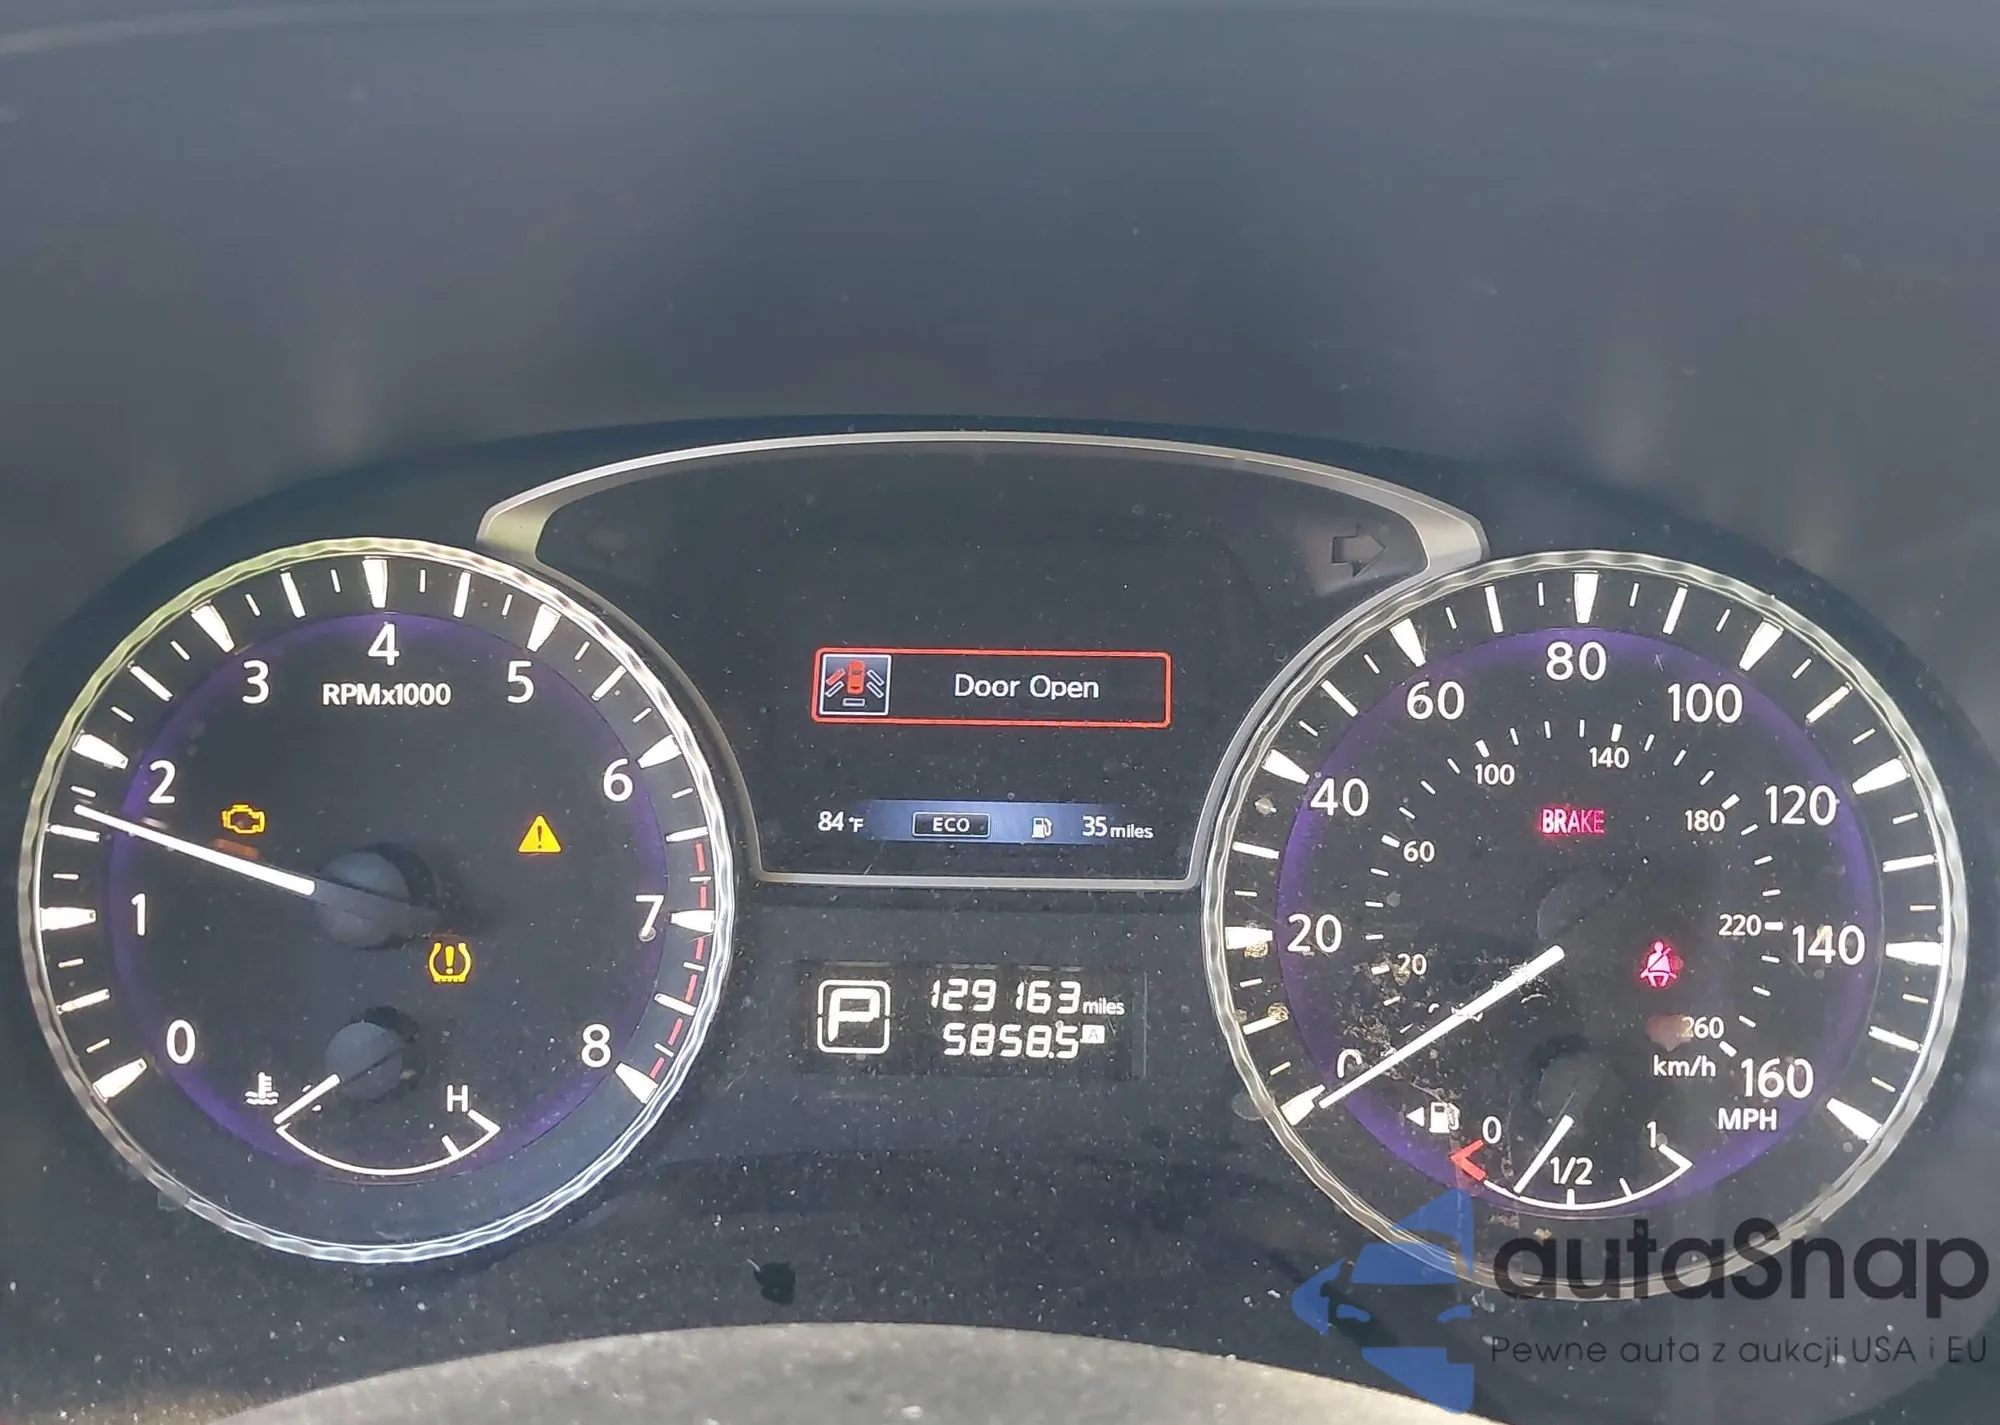 4
3
5
RPMx1000
2
6
1
7
0
8
H
Door Open
84°F
ECO
35 miles
P
129163 miles
5858.5 A
80
60
100
40
120
20
140
0
160
MPH
100
140
60
180
20
220
260
km/h
BRAKE
0
1/2
1
autaSnap
Pewne auta z aukcji USA i EU